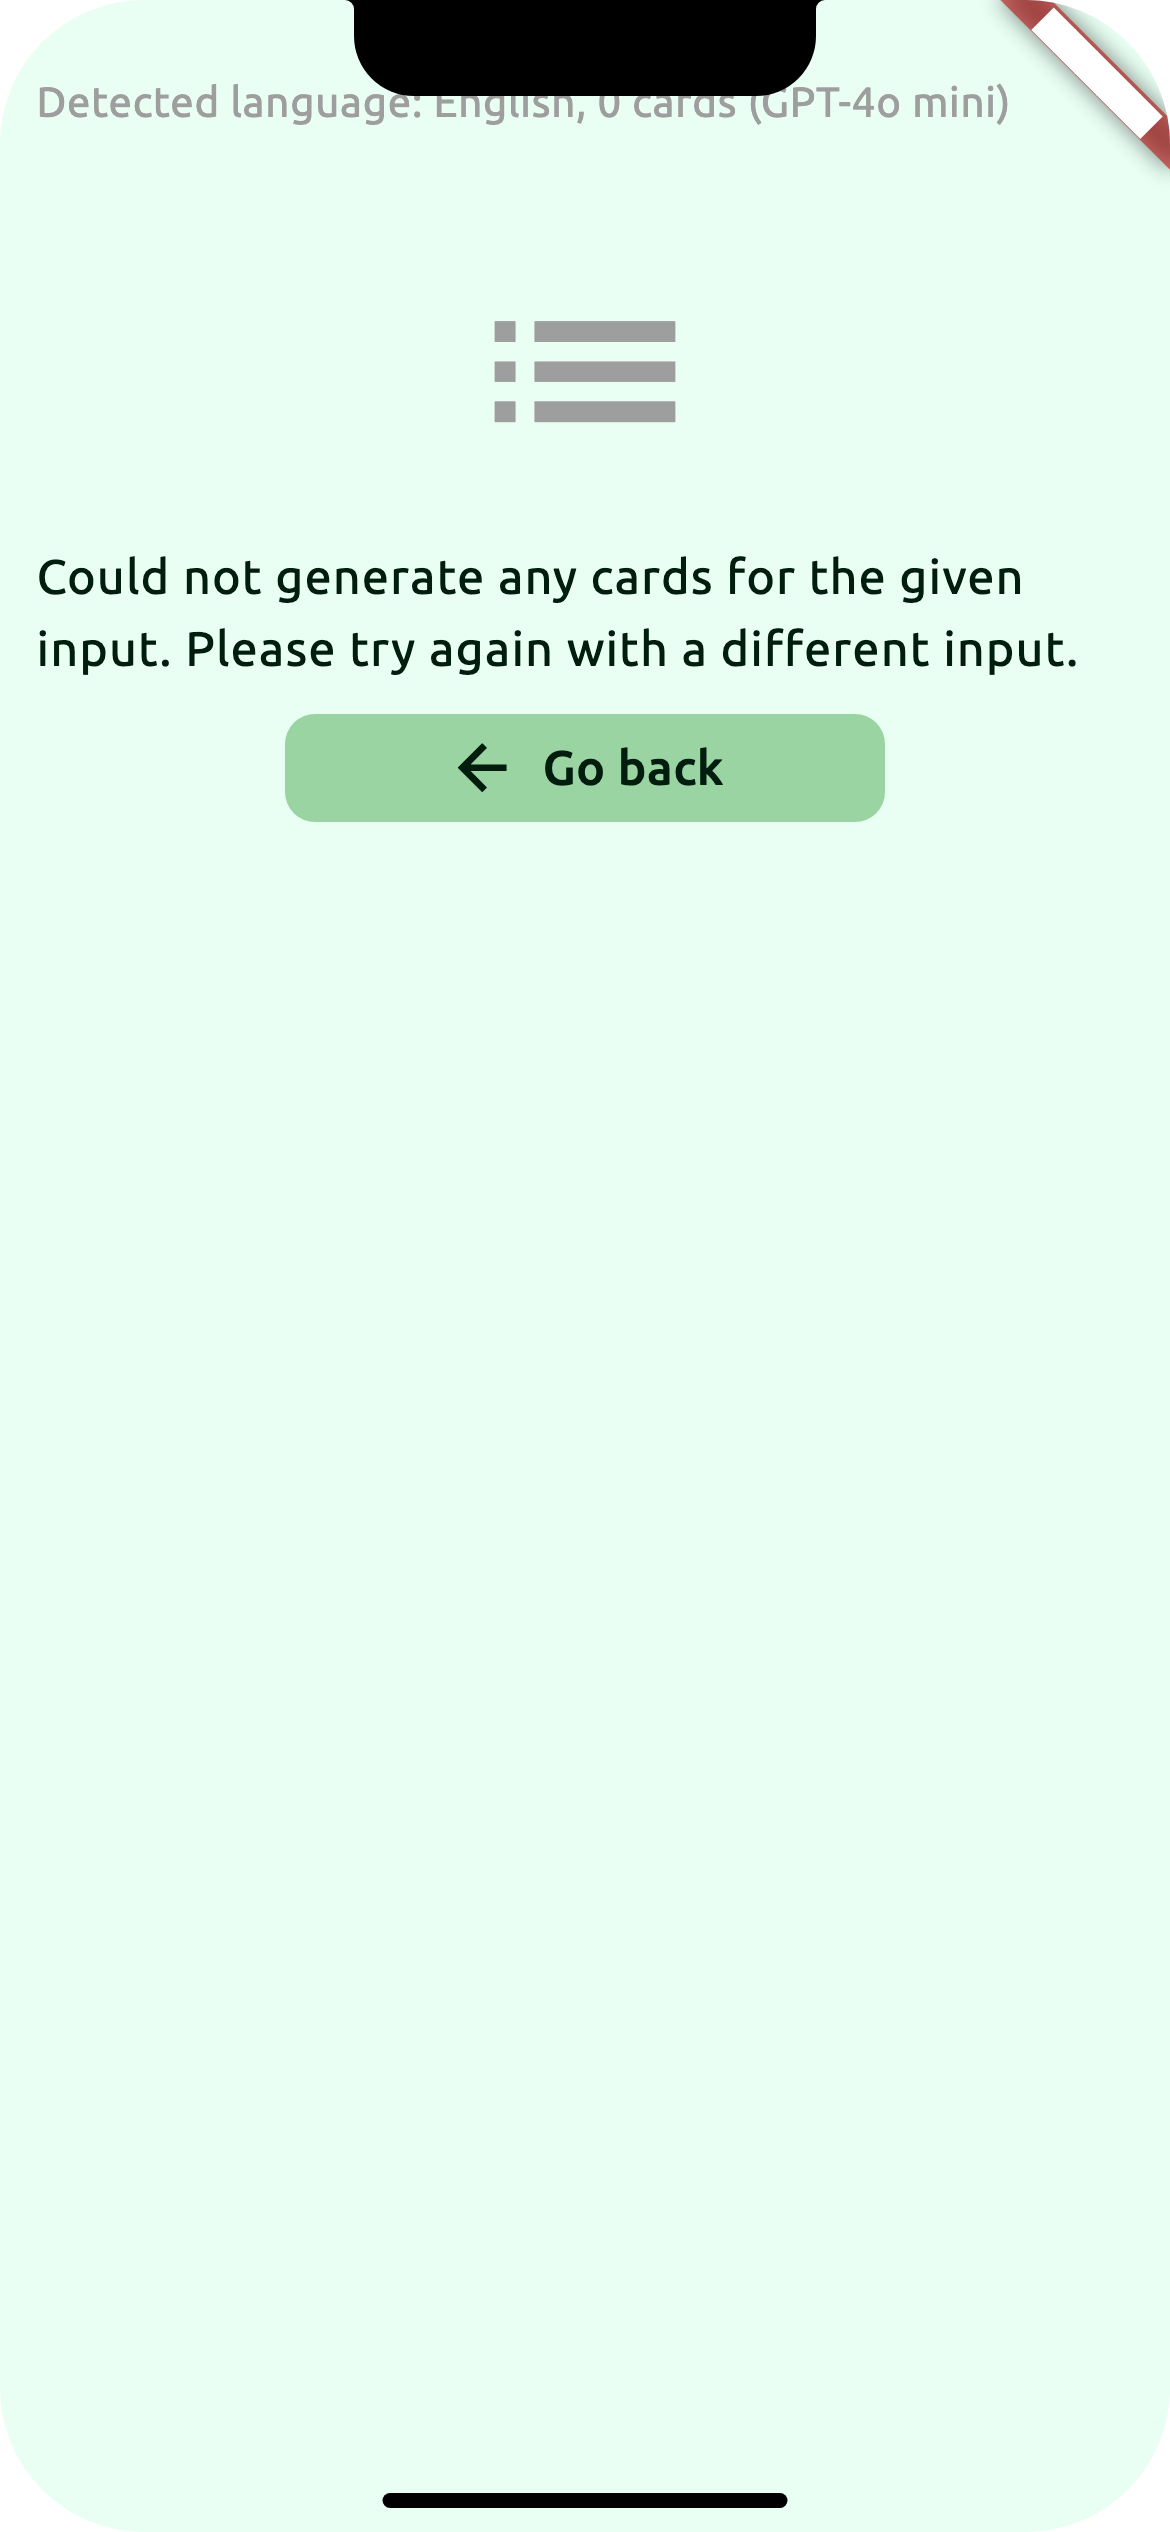 Detected language: English, 0 cards (GPT-4o mini)
Could not generate any cards for the given
input. Please try again with a different input.
Go back